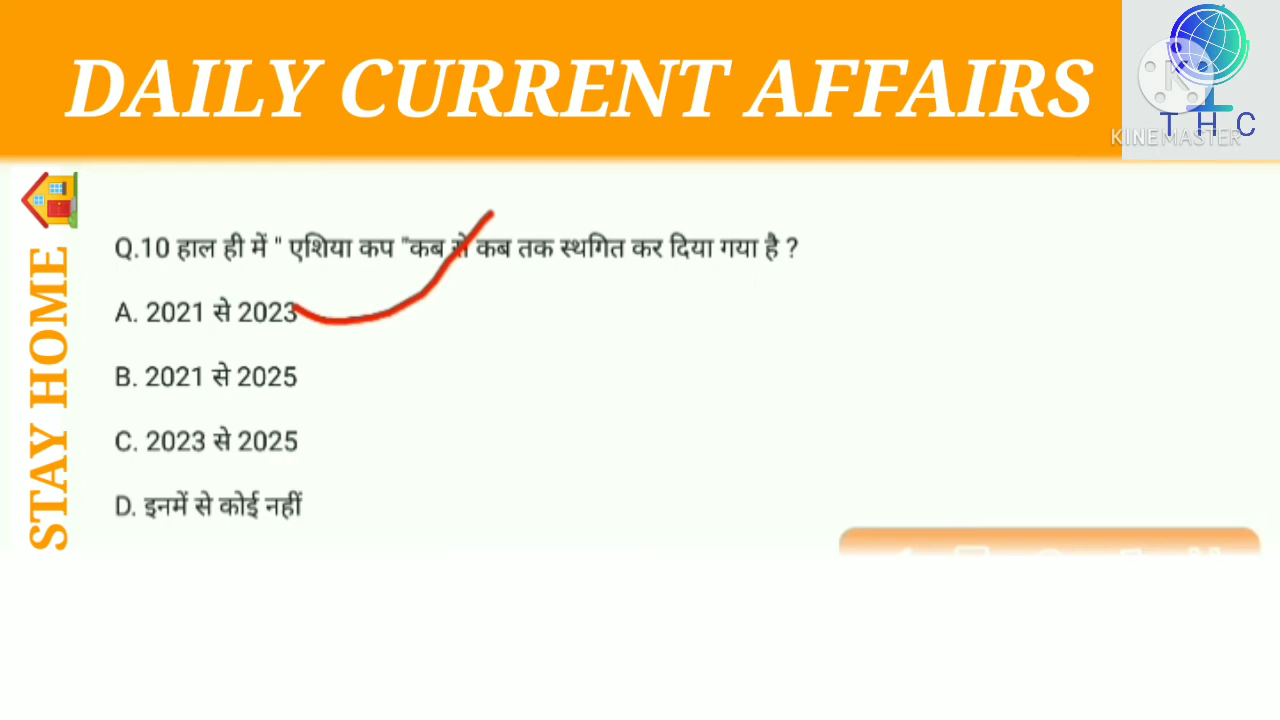 DAILY CURRENT AFFAIRS
T H C
KINEMASTER
STAY HOME
Q.10 हाल ही में " एशिया कप "कब से कब तक स्थगित कर दिया गया है ?
A. 2021 से 2023
B. 2021 से 2025
C. 2023 से 2025
D. इनमें से कोई नहीं